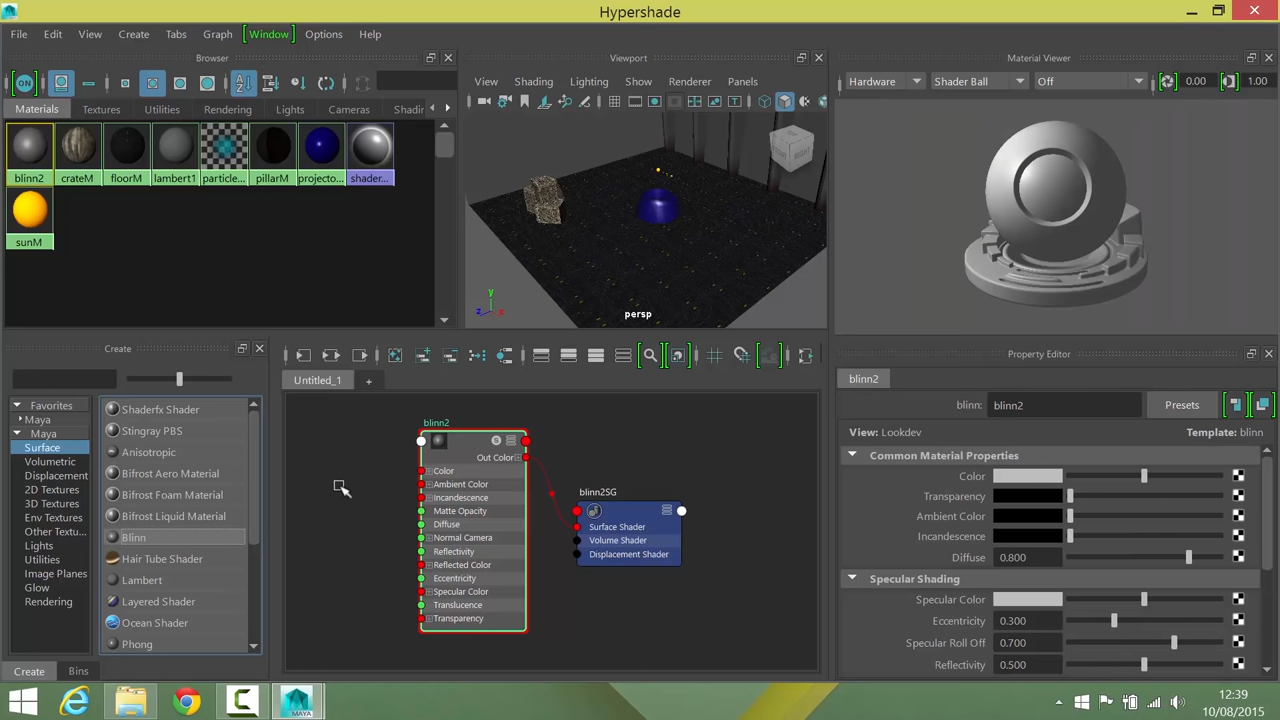 Hypershade
File Edit View Create Tabs Graph [Window] Options Help
Browser
Viewport
Material Viewer
ON
View Shading Lighting Show Renderer Panels
Hardware Shader Ball Off 0.00 1.00
Materials Textures Utilities Rendering Lights Cameras Shadin
blinn2 crateM floorM lambert1 particle... pillarM projecto... shader...
sunM
RIGHT
y
z x
persp
Create
Property Editor
Untitled_1 +
blinn2
Favorites
Maya
Maya
Surface
Volumetric
Displacement
2D Textures
3D Textures
Env Textures
Other Textu...
Lights
Utilities
Image Planes
Glow
Rendering
Shaderfx Shader
Stingray PBS
Anisotropic
Bifrost Aero Material
Bifrost Foam Material
Bifrost Liquid Material
Blinn
Hair Tube Shader
Lambert
Layered Shader
Ocean Shader
Phong
Create Bins
blinn2
S
Out Color
Color
Ambient Color
Incandescence
Matte Opacity
Diffuse
Normal Camera
Reflectivity
Reflected Color
Eccentricity
Specular Color
Translucence
Transparency
blinn2SG
Surface Shader
Volume Shader
Displacement Shader
blinn: blinn2 Presets
View: Lookdev Template: blinn
Common Material Properties
Color
Transparency
Ambient Color
Incandescence
Diffuse 0.800
Specular Shading
Specular Color
Eccentricity 0.300
Specular Roll Off 0.700
Reflectivity 0.500
MAYA
12:39
10/08/2015